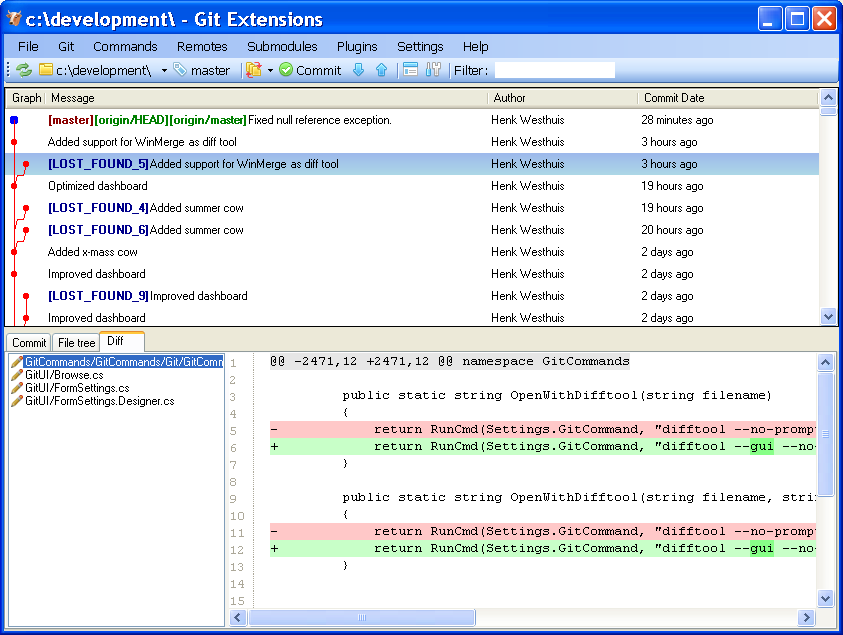 c:\development\ - Git Extensions
File Git Commands Remotes Submodules Plugins Settings Help
c:\development\ master Commit Filter:
Graph Message Author Commit Date
[master][origin/HEAD][origin/master]Fixed null reference exception. Henk Westhuis 28 minutes ago
Added support for WinMerge as diff tool Henk Westhuis 3 hours ago
[LOST_FOUND_5]Added support for WinMerge as diff tool Henk Westhuis 3 hours ago
Optimized dashboard Henk Westhuis 19 hours ago
[LOST_FOUND_4]Added summer cow Henk Westhuis 19 hours ago
[LOST_FOUND_6]Added summer cow Henk Westhuis 20 hours ago
Added x-mass cow Henk Westhuis 2 days ago
Improved dashboard Henk Westhuis 2 days ago
[LOST_FOUND_9]Improved dashboard Henk Westhuis 2 days ago
Improved dashboard Henk Westhuis 2 days ago
Commit File tree Diff
GitCommands/GitCommands/Git/GitComm
GitUI/Browse.cs
GitUI/FormSettings.cs
GitUI/FormSettings.Designer.cs
1 @@ -2471,12 +2471,12 @@ namespace GitCommands
2
3 public static string OpenWithDifftool(string filename)
4 {
5 - return RunCmd(Settings.GitCommand, "difftool --no-prompt
6 + return RunCmd(Settings.GitCommand, "difftool --gui --no-
7 }
8
9 public static string OpenWithDifftool(string filename, stri
10 {
11 - return RunCmd(Settings.GitCommand, "difftool --no-prompt
12 + return RunCmd(Settings.GitCommand, "difftool --gui --no-
13 }
14
15